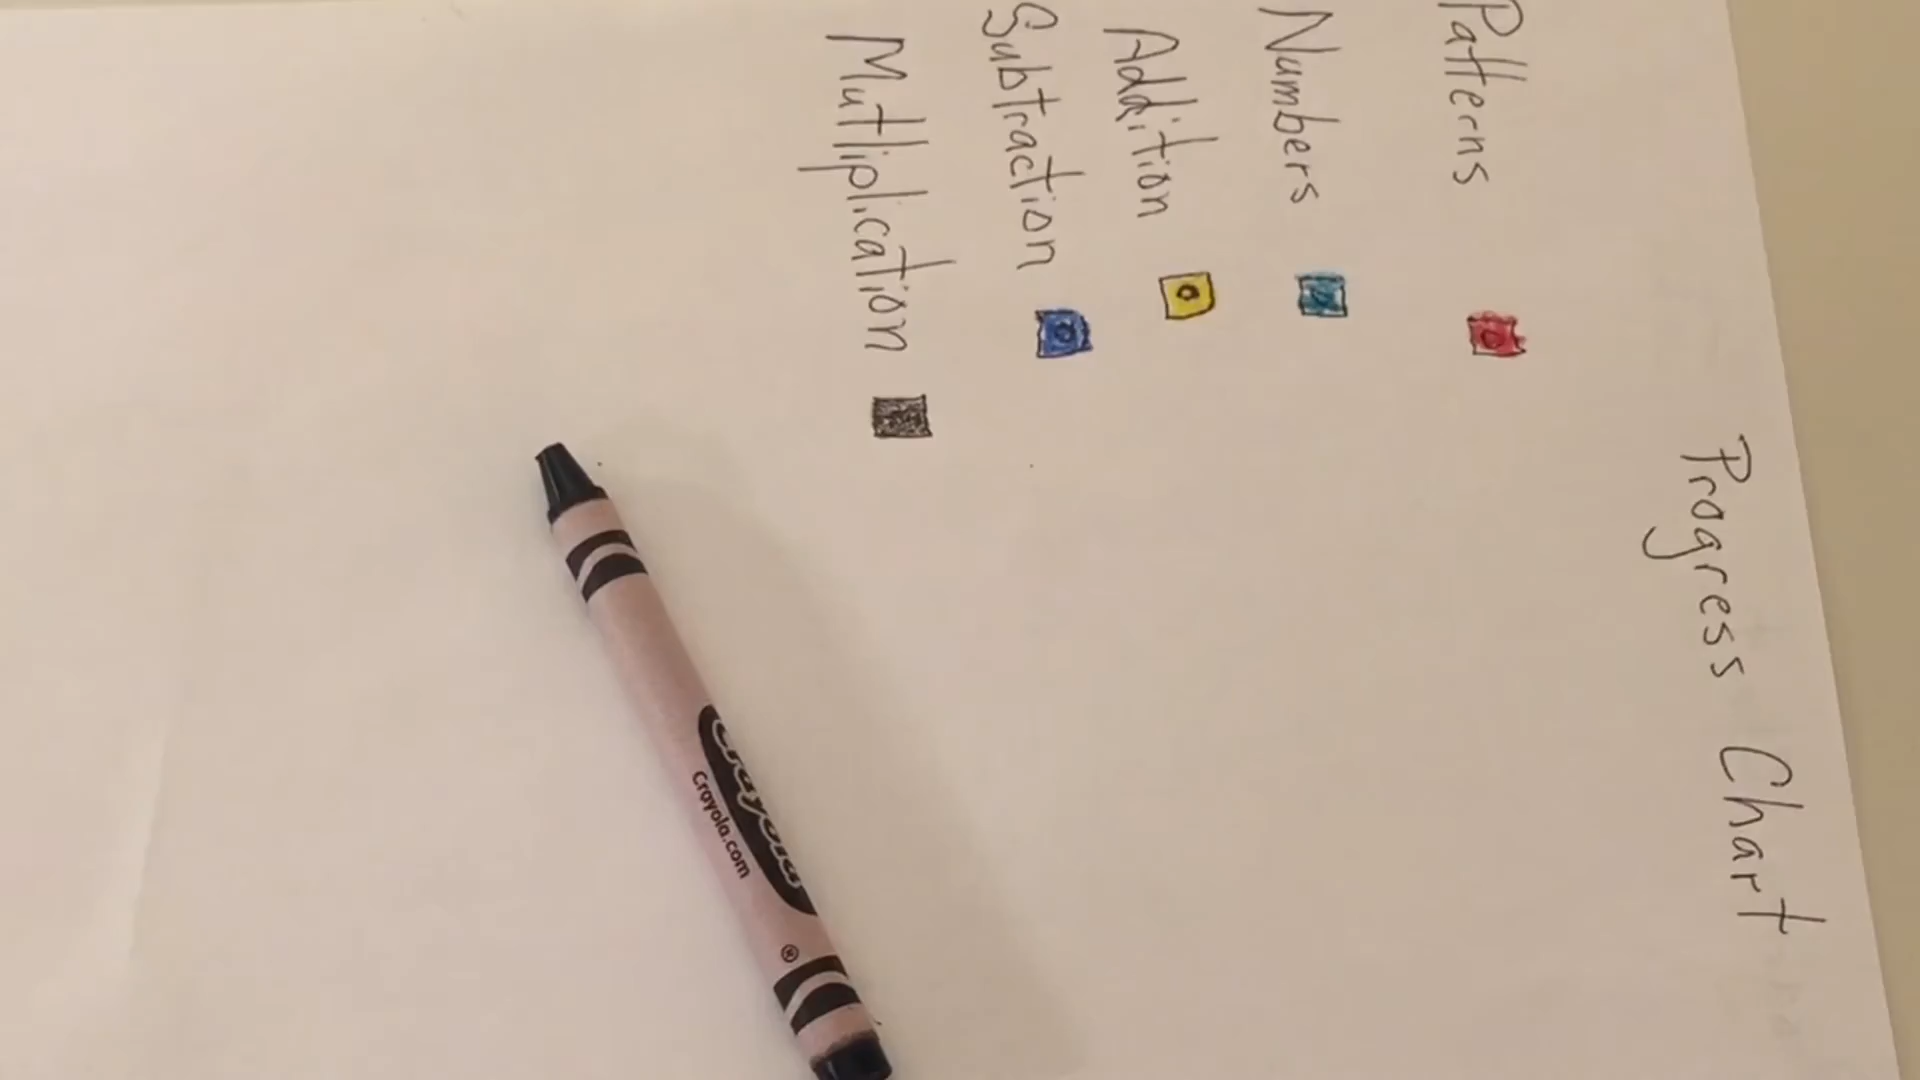 Progress Chart
Patterns
Numbers
Addition
Subtraction
Mutliplication
Crayola
Crayola.com
®